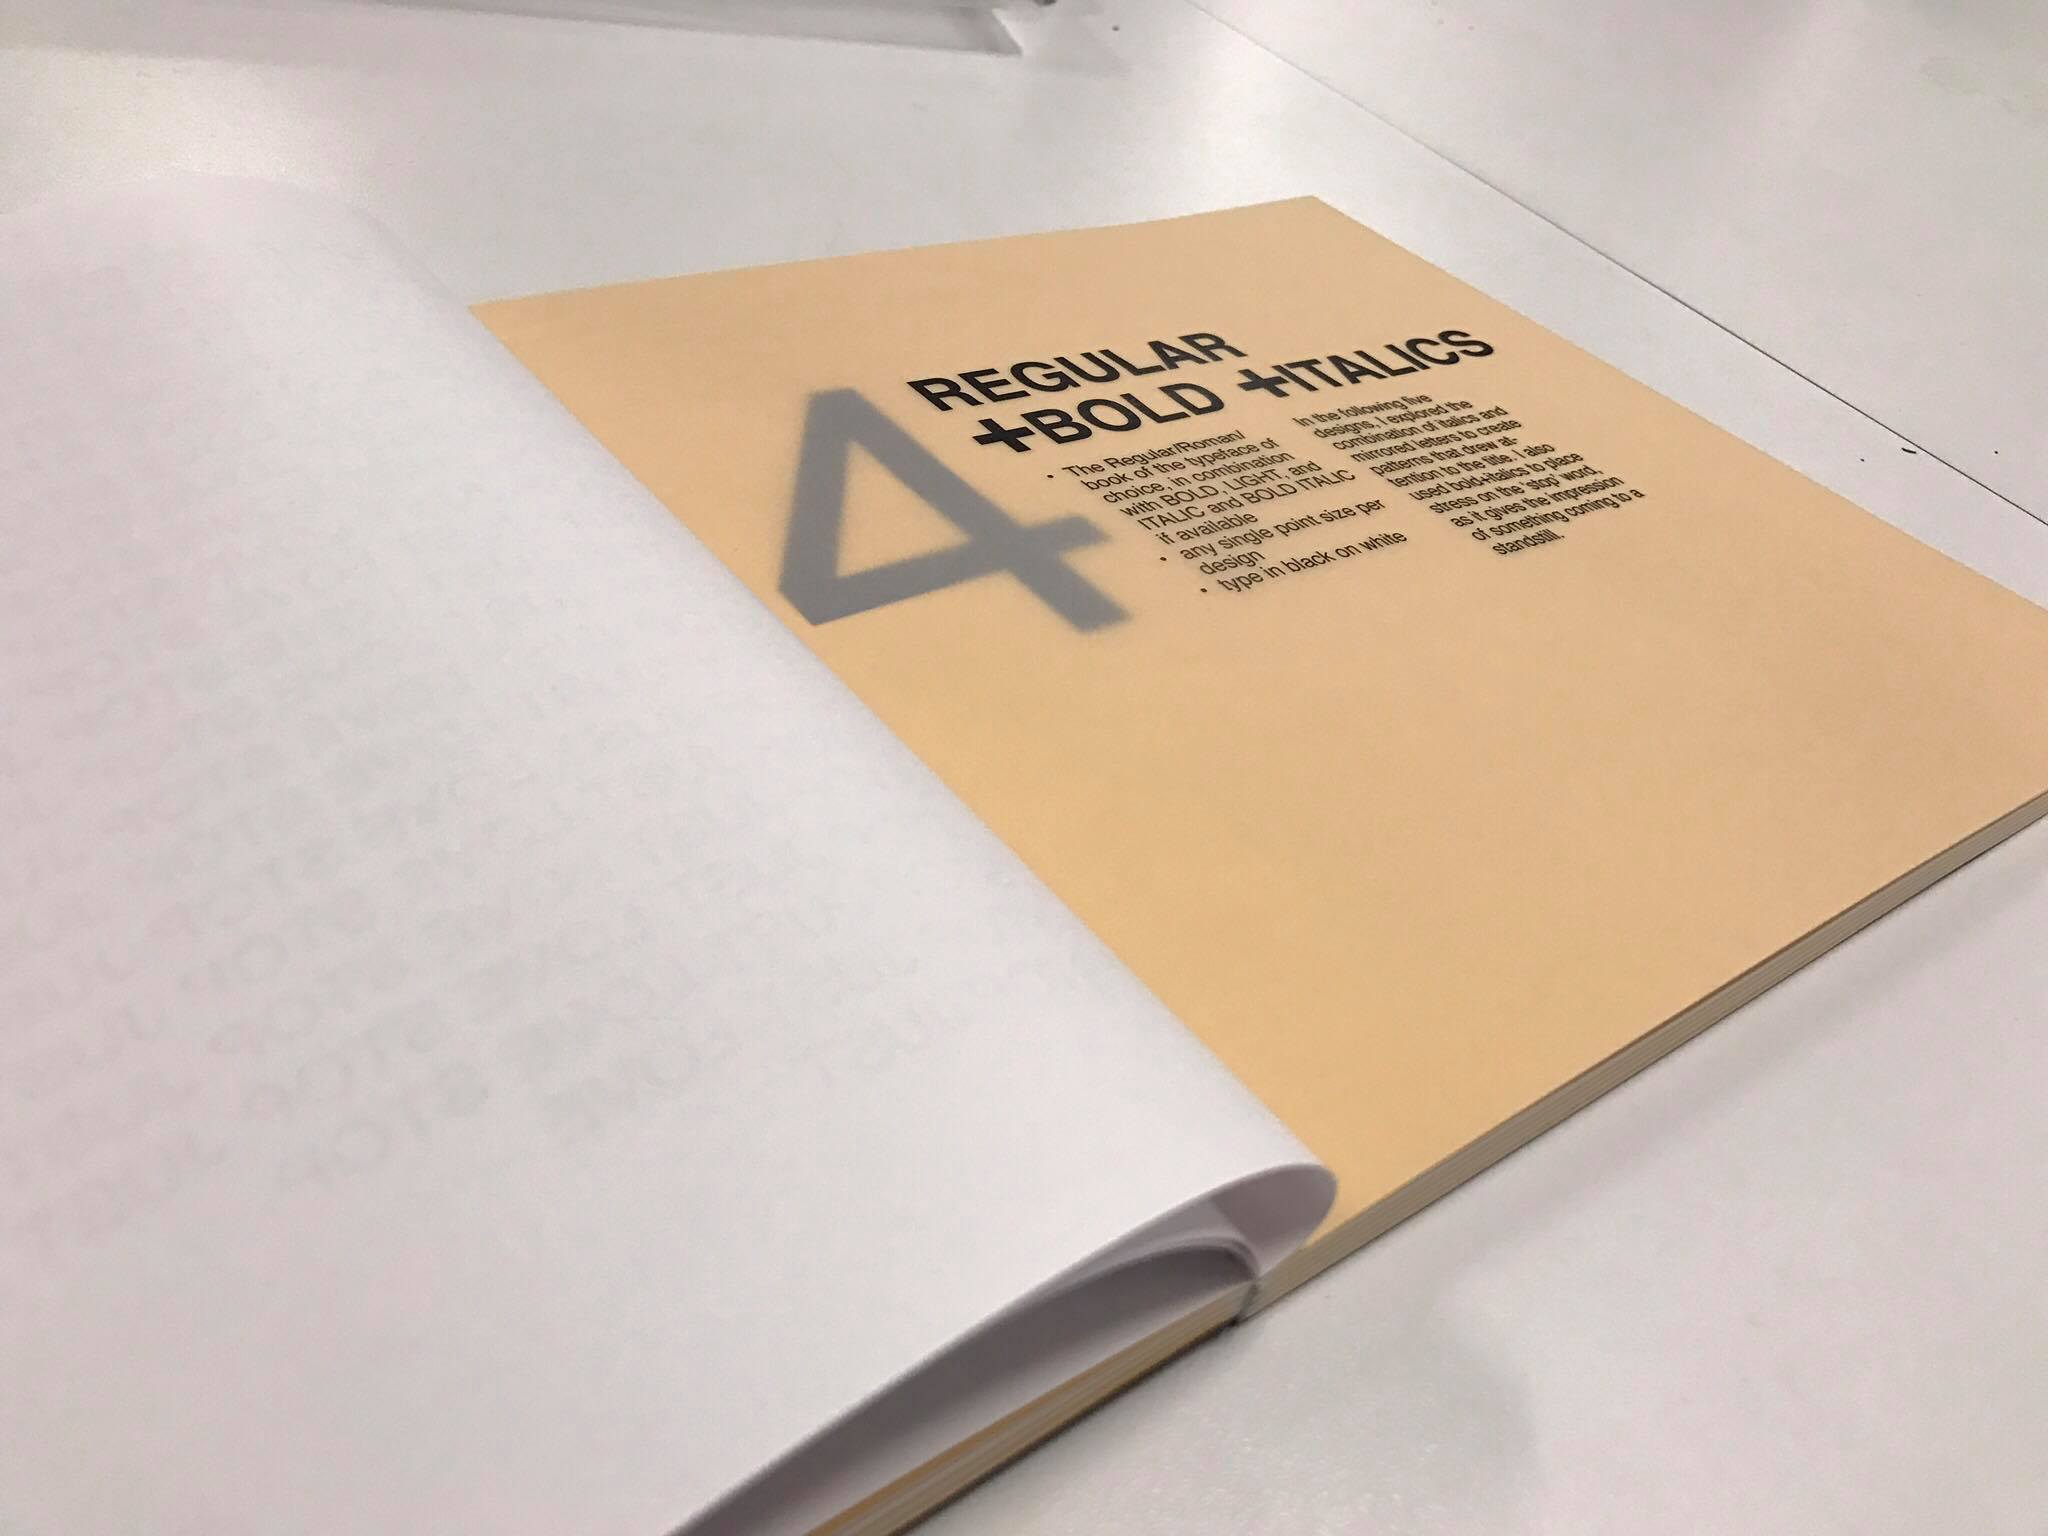 4
REGULAR
+BOLD +ITALICS
• The Regular/Roman/
book of the typeface of
choice, in combination
with BOLD, LIGHT, and
ITALIC and BOLD ITALIC
if available
• any single point size per
design
• type in black on white
In the following five
designs, I explored the
combination of italics and
mirrored letters to create
patterns that drew at-
tention to the title. I also
used bold+italics to place
stress on the 'stop' word,
as it gives the impression
of something coming to a
standstill.